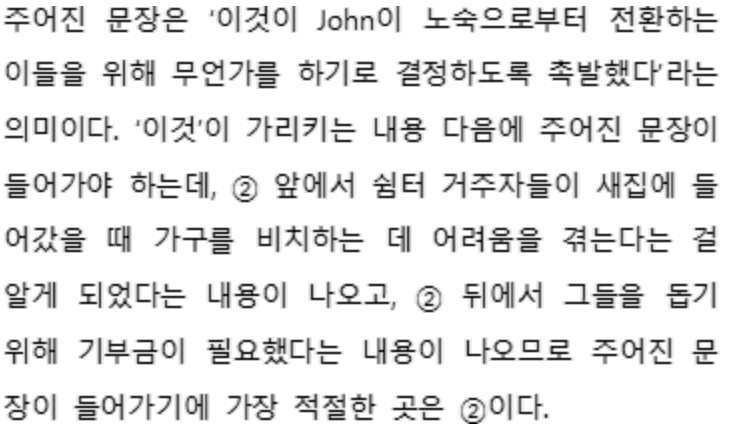 주어진 문장은 ‘이것이 John이 노숙으로부터 전환하는
이들을 위해 무언가를 하기로 결정하도록 촉발했다’라는
의미이다. ‘이것’이 가리키는 내용 다음에 주어진 문장이
들어가야 하는데, ② 앞에서 쉼터 거주자들이 새집에 들
어갔을 때 가구를 비치하는 데 어려움을 겪는다는 걸
알게 되었다는 내용이 나오고, ② 뒤에서 그들을 돕기
위해 기부금이 필요했다는 내용이 나오므로 주어진 문
장이 들어가기에 가장 적절한 곳은 ②이다.